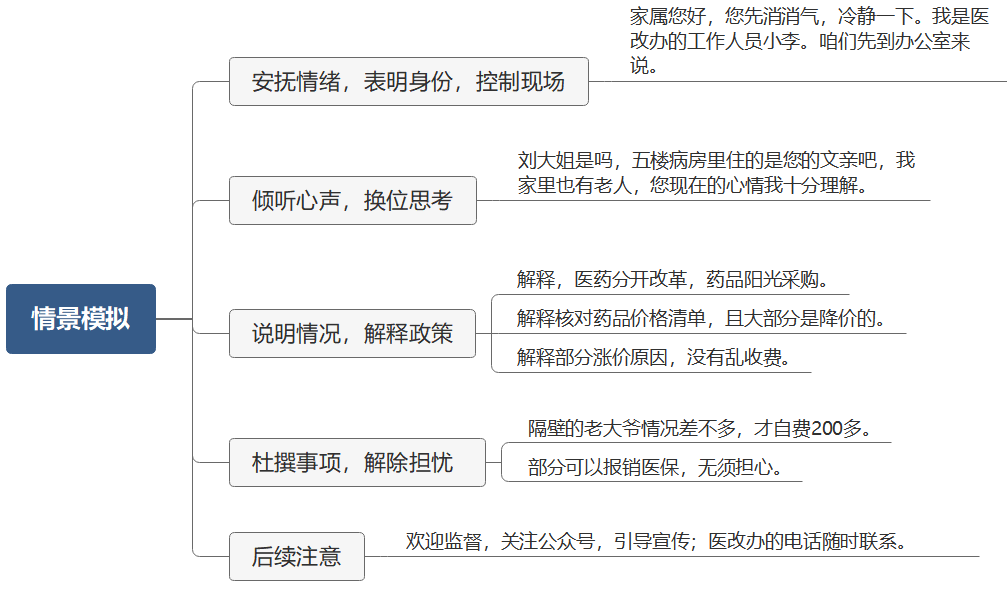 情景模拟
安抚情绪，表明身份，控制现场
家属您好，您先消消气，冷静一下。我是医
改办的工作人员小李。咱们先到办公室来
说。
倾听心声，换位思考
刘大姐是吗，五楼病房里住的是您的文亲吧，我
家里也有老人，您现在的心情我十分理解。
说明情况，解释政策
解释，医药分开改革，药品阳光采购。
解释核对药品价格清单，且大部分是降价的。
解释部分涨价原因，没有乱收费。
杜撰事项，解除担忧
隔壁的老大爷情况差不多，才自费200多。
部分可以报销医保，无须担心。
后续注意
欢迎监督，关注公众号，引导宣传；医改办的电话随时联系。